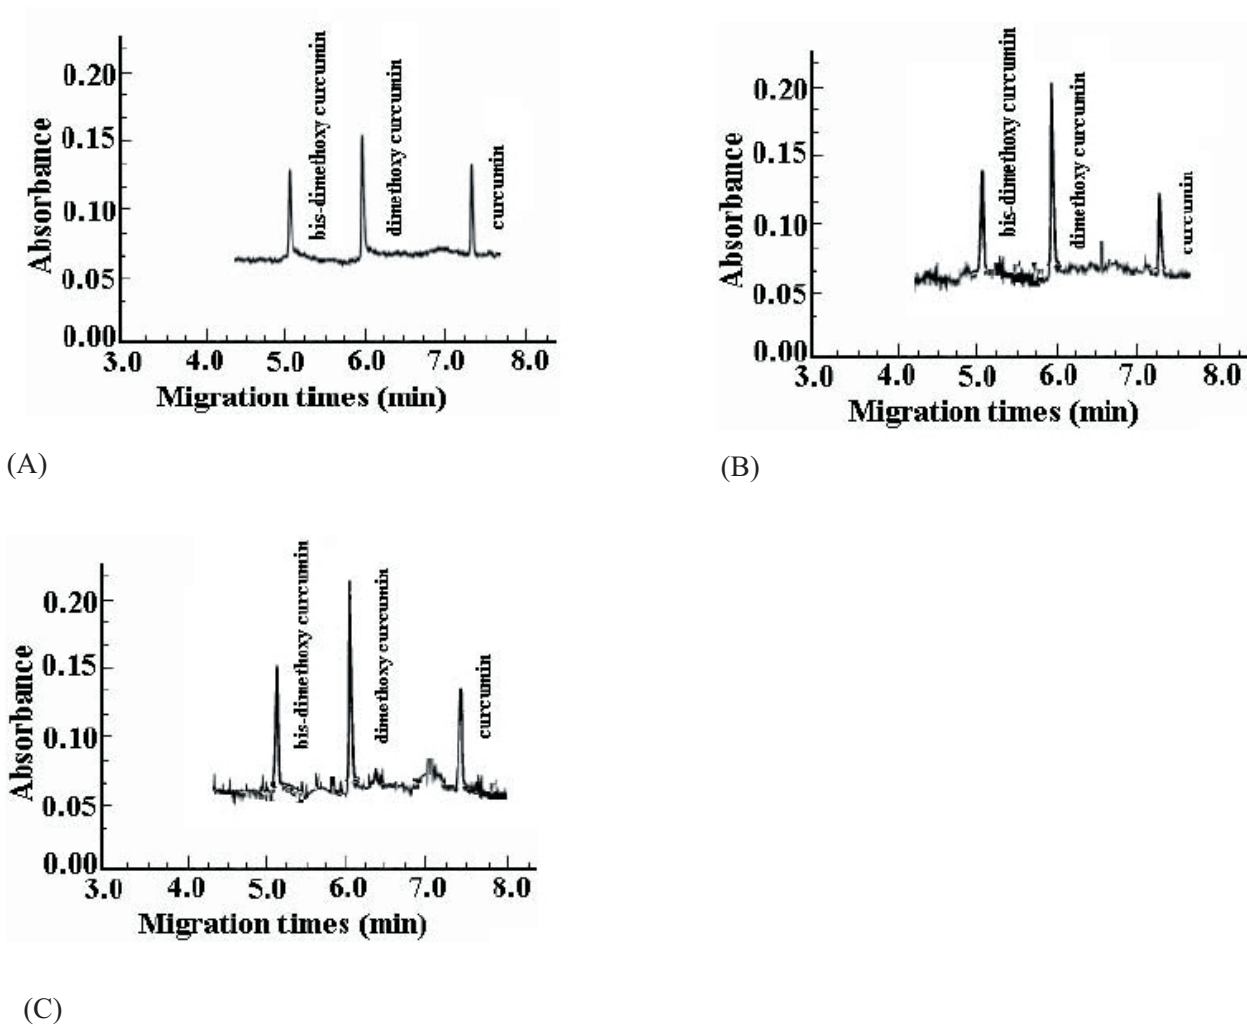 0.20
0.15
0.10
0.05
0.00
3.0 4.0 5.0 6.0 7.0 8.0
Absorbance
Migration times (min)
bis-dimethoxy curcumin
dimethoxy curcumin
curcumin
(A)
0.20
0.15
0.10
0.05
0.00
3.0 4.0 5.0 6.0 7.0 8.0
Absorbance
Migration times (min)
bis-dimethoxy curcumin
dimethoxy curcumin
curcumin
(B)
0.20
0.15
0.10
0.05
0.00
3.0 4.0 5.0 6.0 7.0 8.0
Absorbance
Migration times (min)
bis-dimethoxy curcumin
dimethoxy curcumin
curcumin
(C)